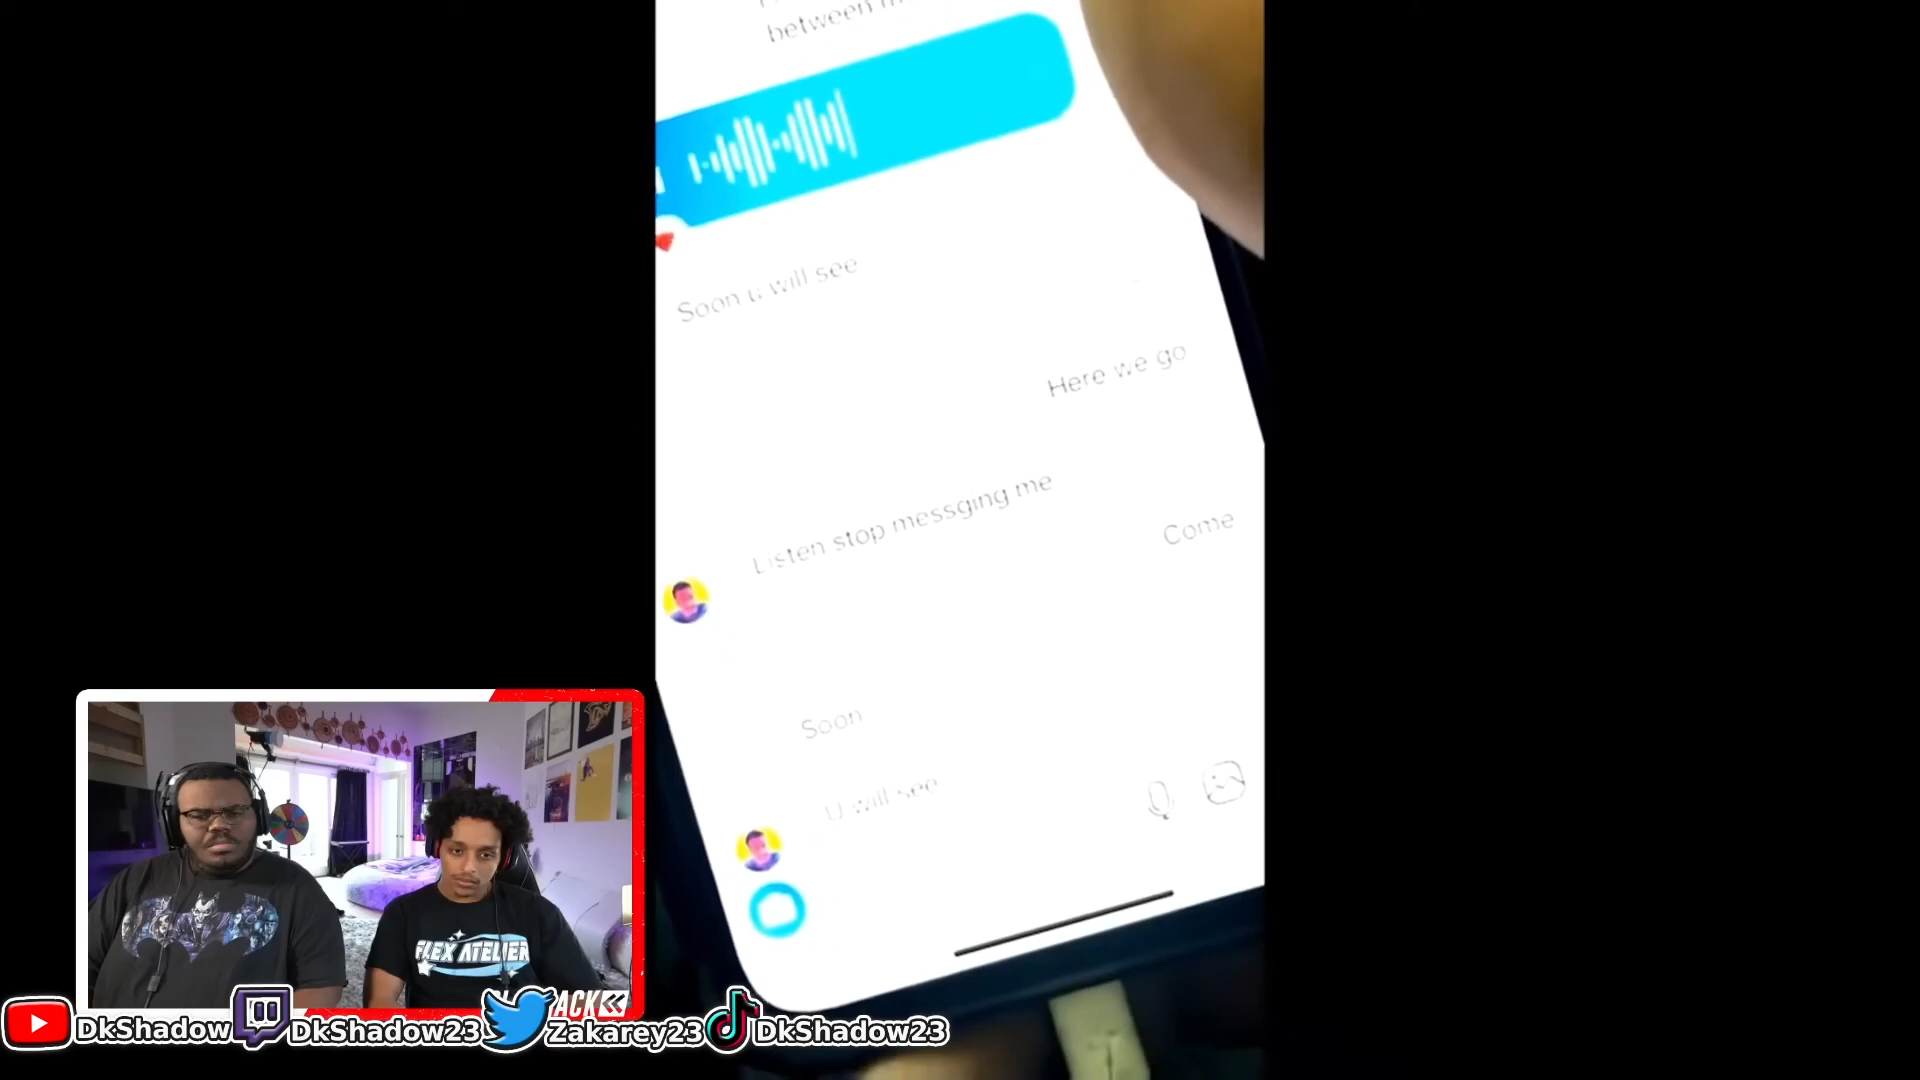 between
Soon u will see
Here we go
Listen stop messging me
Come
Soon
U will see
FLEX ATELIER
ACK
DkShadow
DkShadow23
Zakarey23
DkShadow23